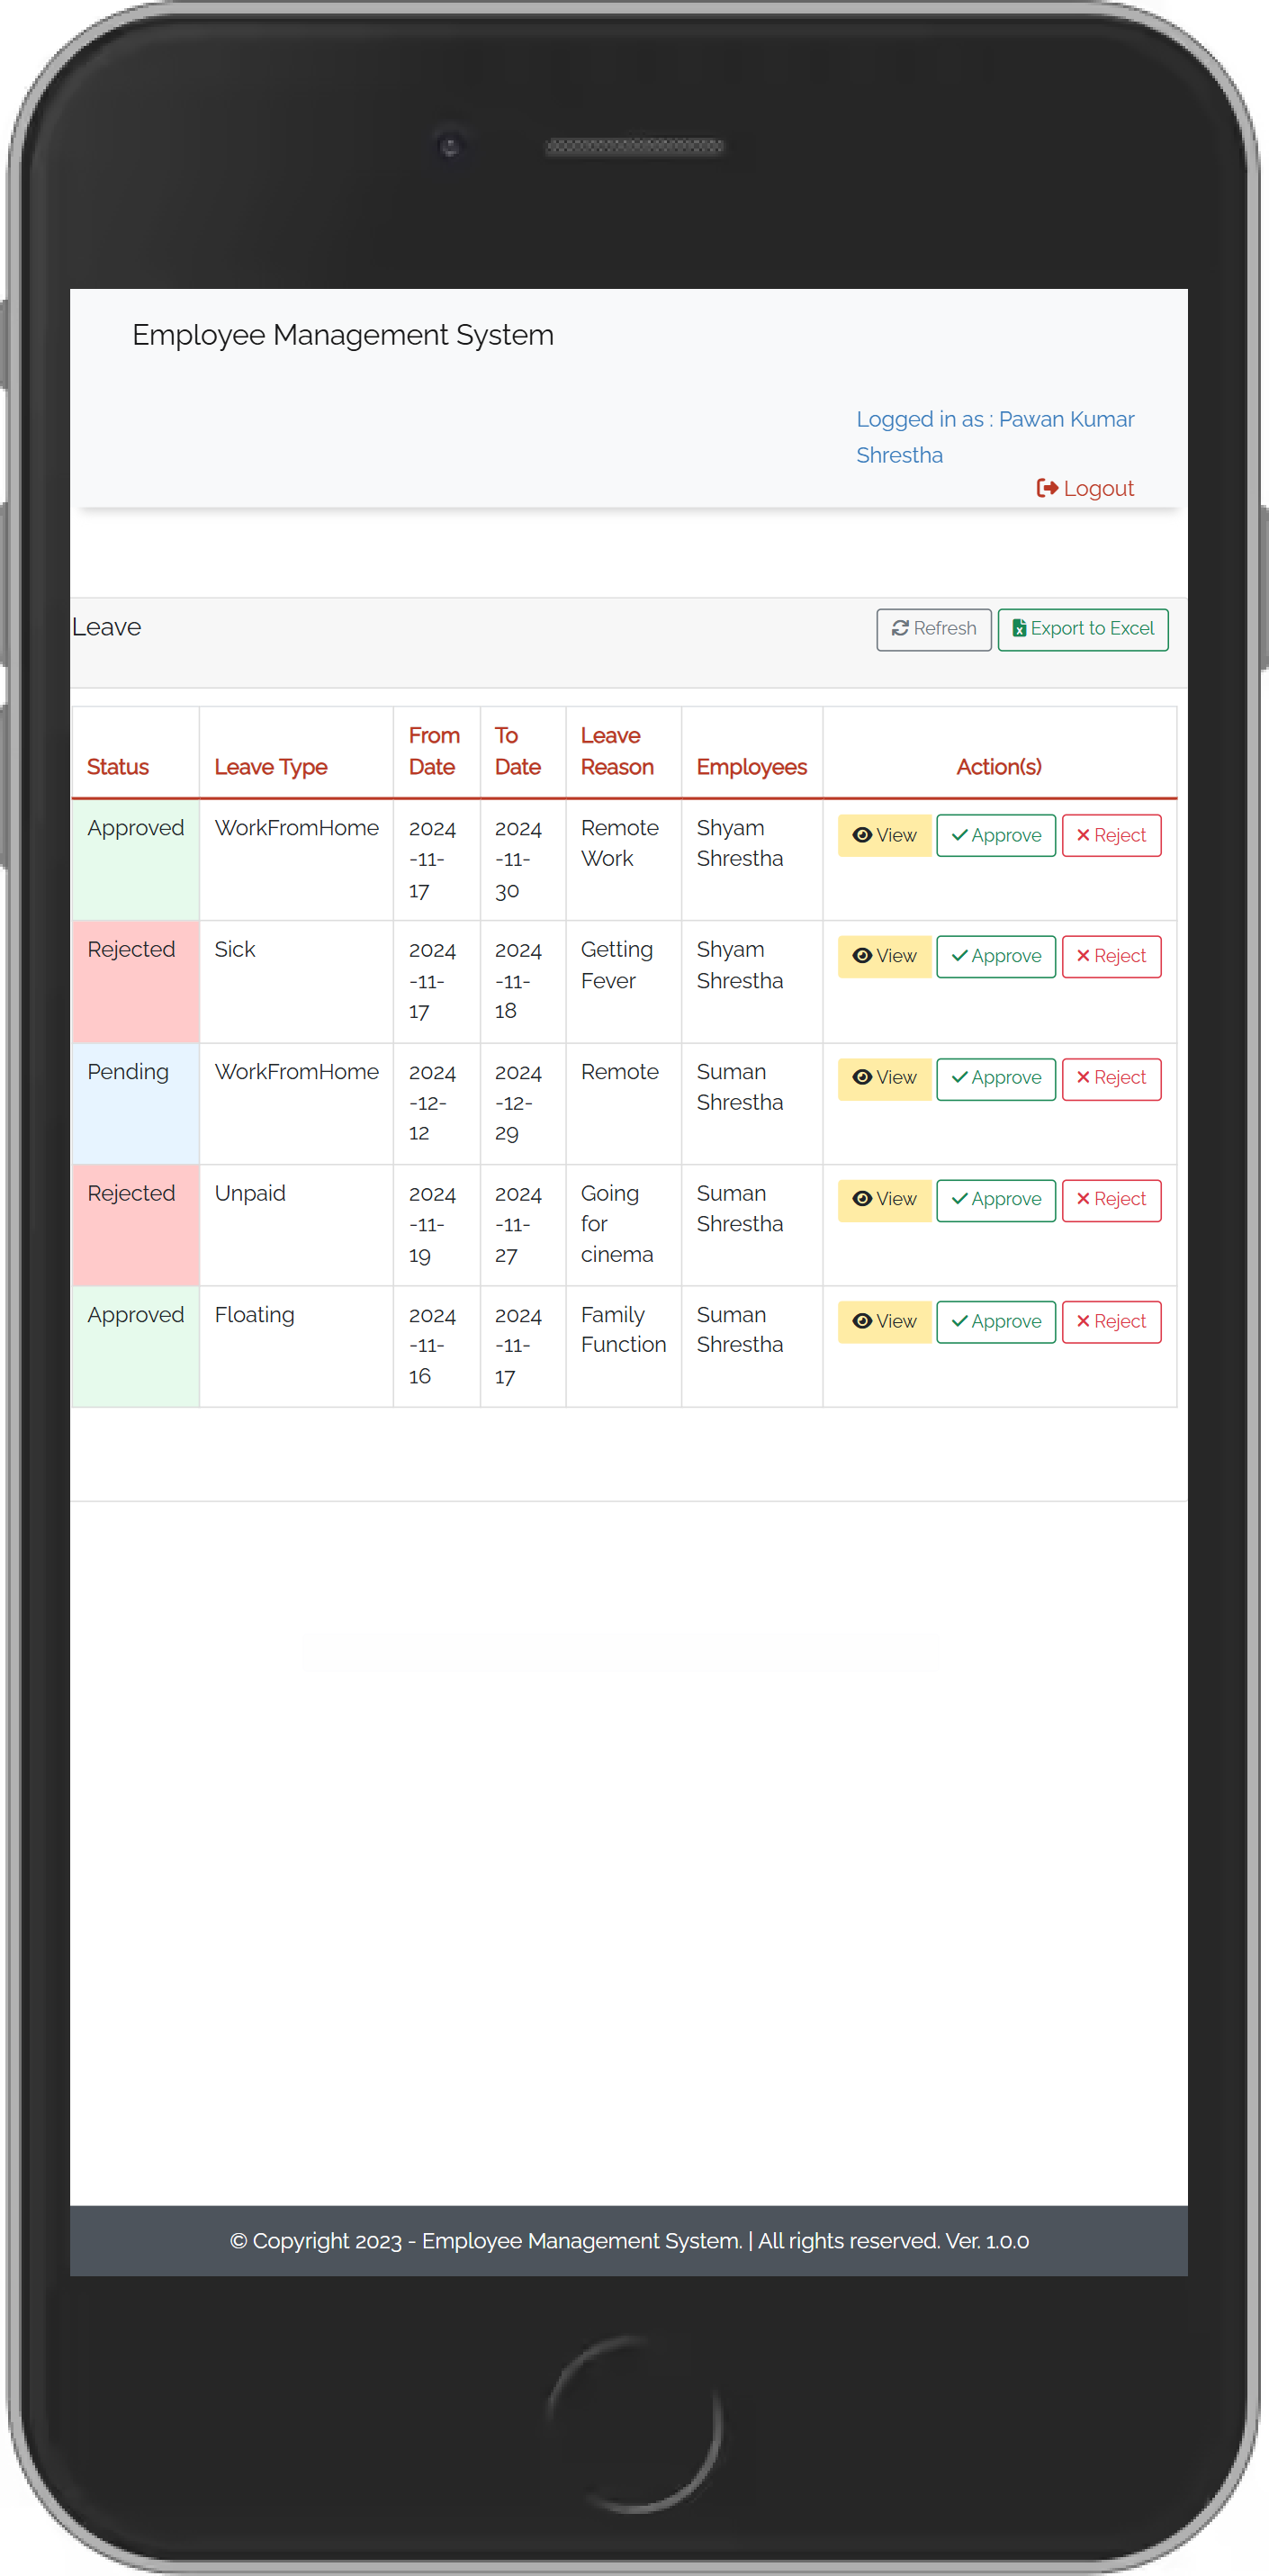 Employee Management System
Logged in as : Pawan Kumar
Shrestha
Logout
Leave
Refresh
Export to Excel
Status
Leave Type
From
Date
To
Date
Leave
Reason
Employees
Action(s)
Approved
WorkFromHome
2024
-11-
17
2024
-11-
30
Remote
Work
Shyam
Shrestha
View
Approve
Reject
Rejected
Sick
2024
-11-
17
2024
-11-
18
Getting
Fever
Shyam
Shrestha
View
Approve
Reject
Pending
WorkFromHome
2024
-12-
12
2024
-12-
29
Remote
Suman
Shrestha
View
Approve
Reject
Rejected
Unpaid
2024
-11-
19
2024
-11-
27
Going
for
cinema
Suman
Shrestha
View
Approve
Reject
Approved
Floating
2024
-11-
16
2024
-11-
17
Family
Function
Suman
Shrestha
View
Approve
Reject
© Copyright 2023 - Employee Management System. | All rights reserved. Ver. 1.0.0